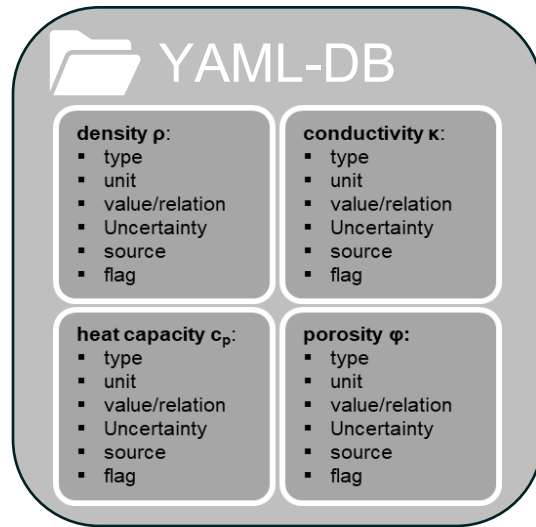 YAML-DB
density ρ:
▪ type
▪ unit
▪ value/relation
▪ Uncertainty
▪ source
▪ flag
conductivity κ:
▪ type
▪ unit
▪ value/relation
▪ Uncertainty
▪ source
▪ flag
heat capacity cₚ:
▪ type
▪ unit
▪ value/relation
▪ Uncertainty
▪ source
▪ flag
porosity φ:
▪ type
▪ unit
▪ value/relation
▪ Uncertainty
▪ source
▪ flag